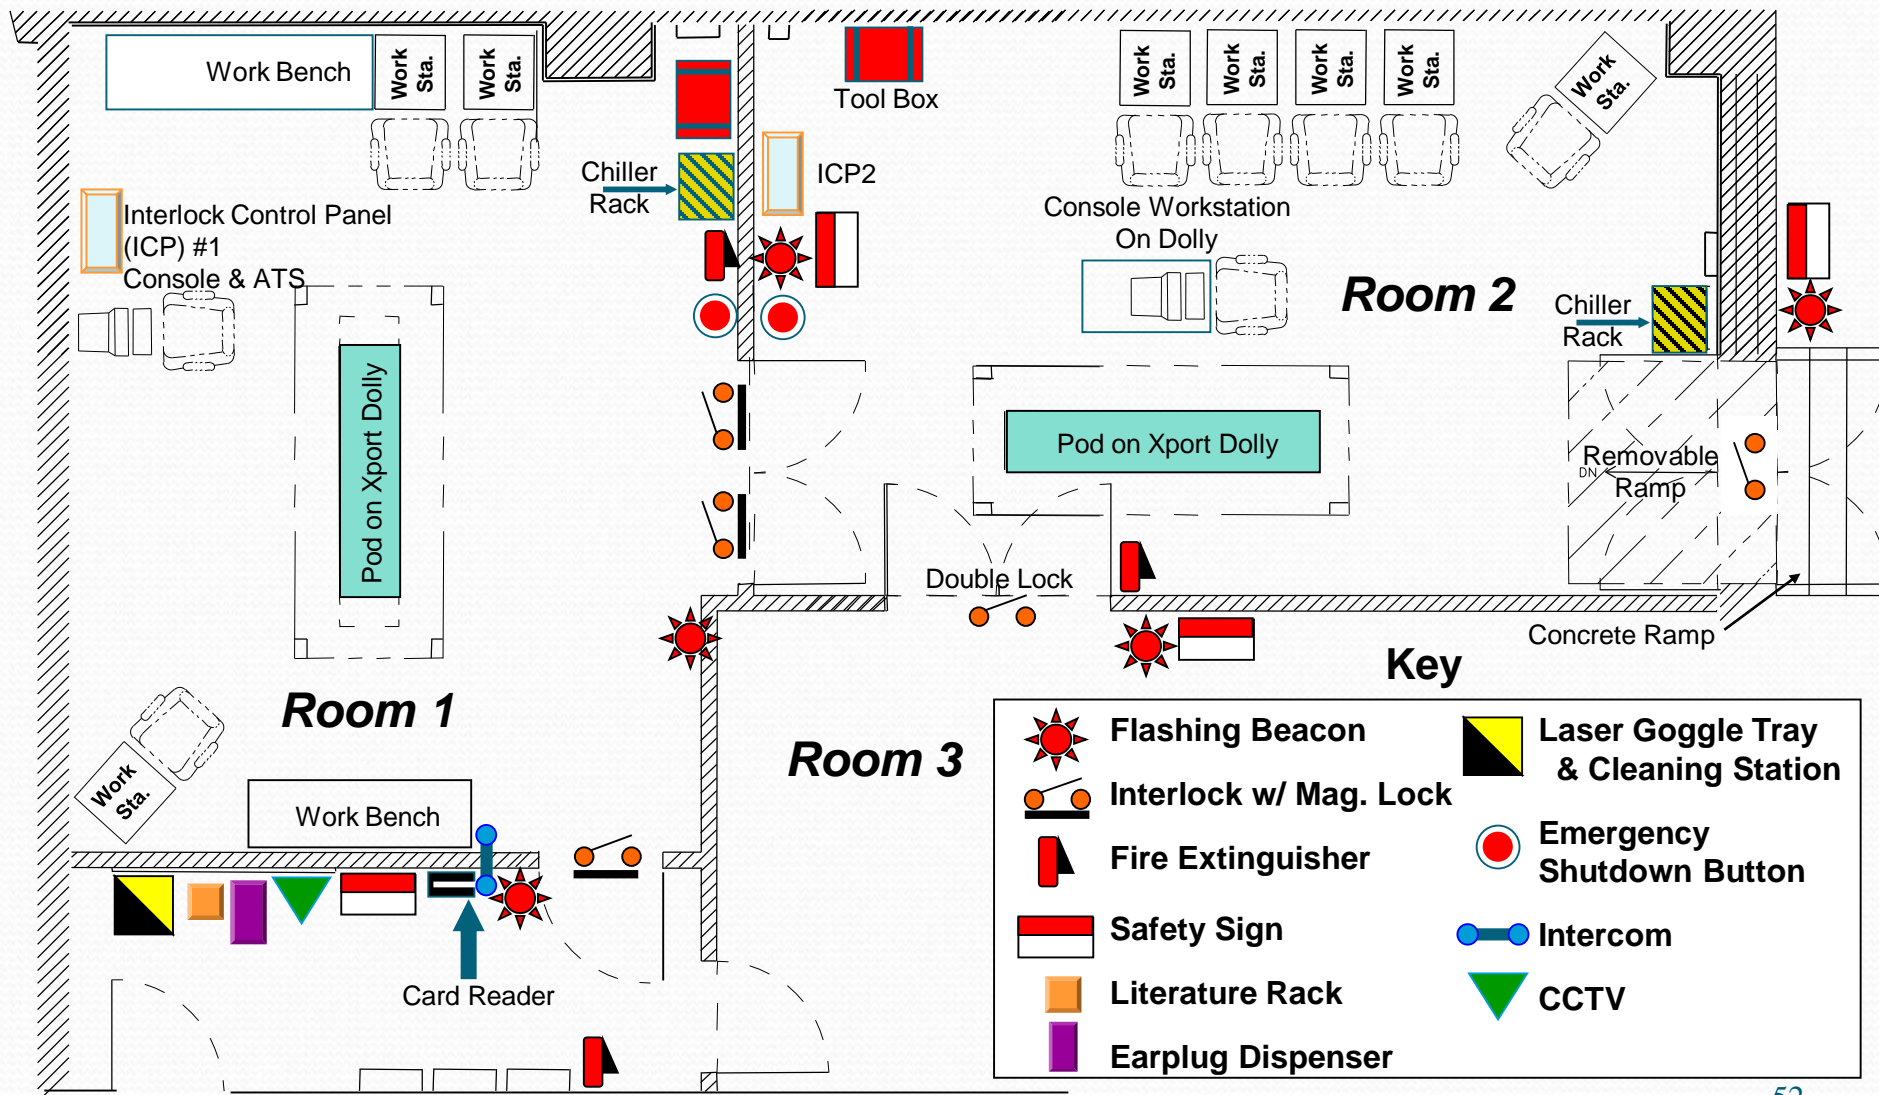 Work Bench
Work
Sta.
Work
Sta.
Tool Box
Work
Sta.
Work
Sta.
Work
Sta.
Work
Sta.
Work
Sta.
Chiller
Rack
ICP2
Interlock Control Panel
(ICP) #1
Console & ATS
Console Workstation
On Dolly
Room 2
Chiller
Rack
Pod on Xport Dolly
Pod on Xport Dolly
Removable
DN
Ramp
Double Lock
Concrete Ramp
Room 1
Work
Sta.
Work Bench
Room 3
Card Reader
Key
Flashing Beacon
Interlock w/ Mag. Lock
Fire Extinguisher
Safety Sign
Literature Rack
Earplug Dispenser
Laser Goggle Tray
& Cleaning Station
Emergency
Shutdown Button
Intercom
CCTV